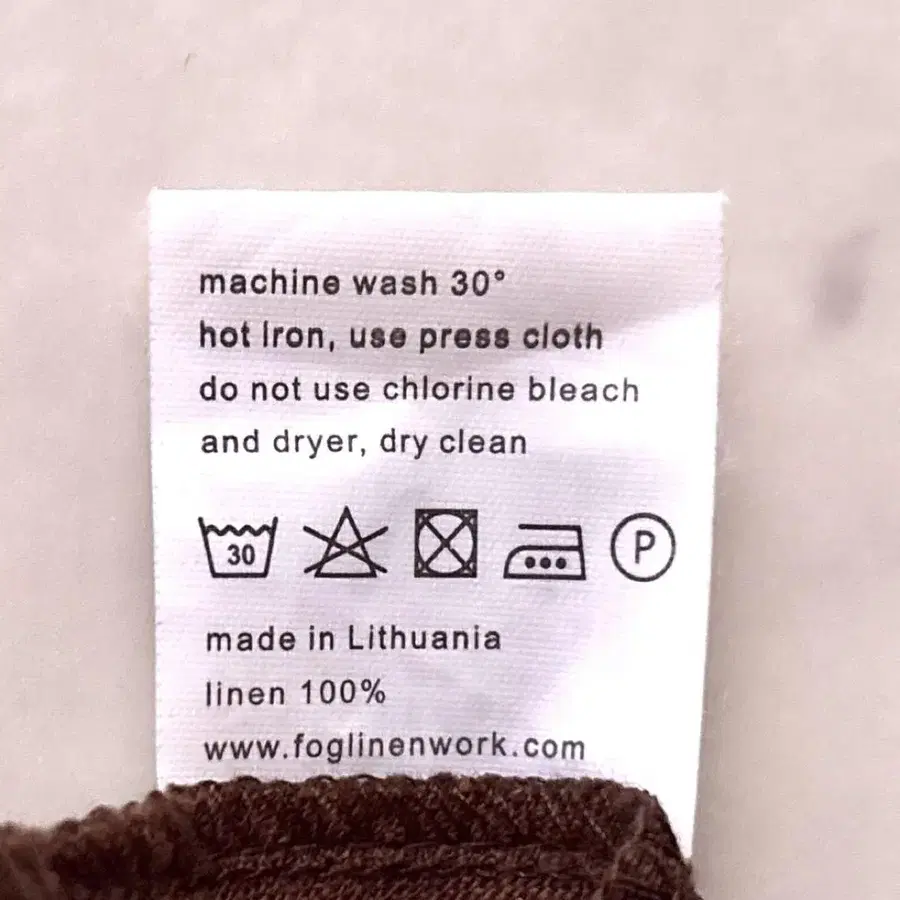 machine wash 30°
hot iron, use press cloth
do not use chlorine bleach
and dryer, dry clean
30 P
made in Lithuania
linen 100%
www.foglinenwork.com